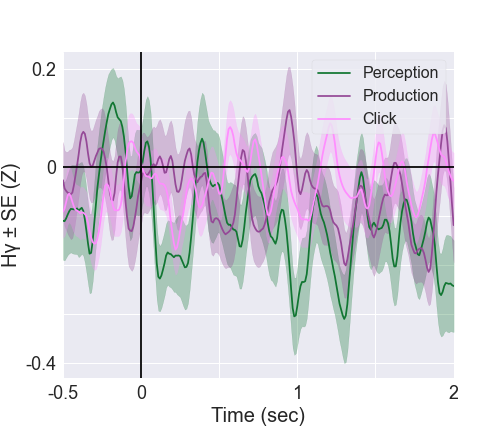 Perception
Production
Click
0.2
0
-0.4
Hγ ± SE (Z)
-0.5
0
1
2
Time (sec)